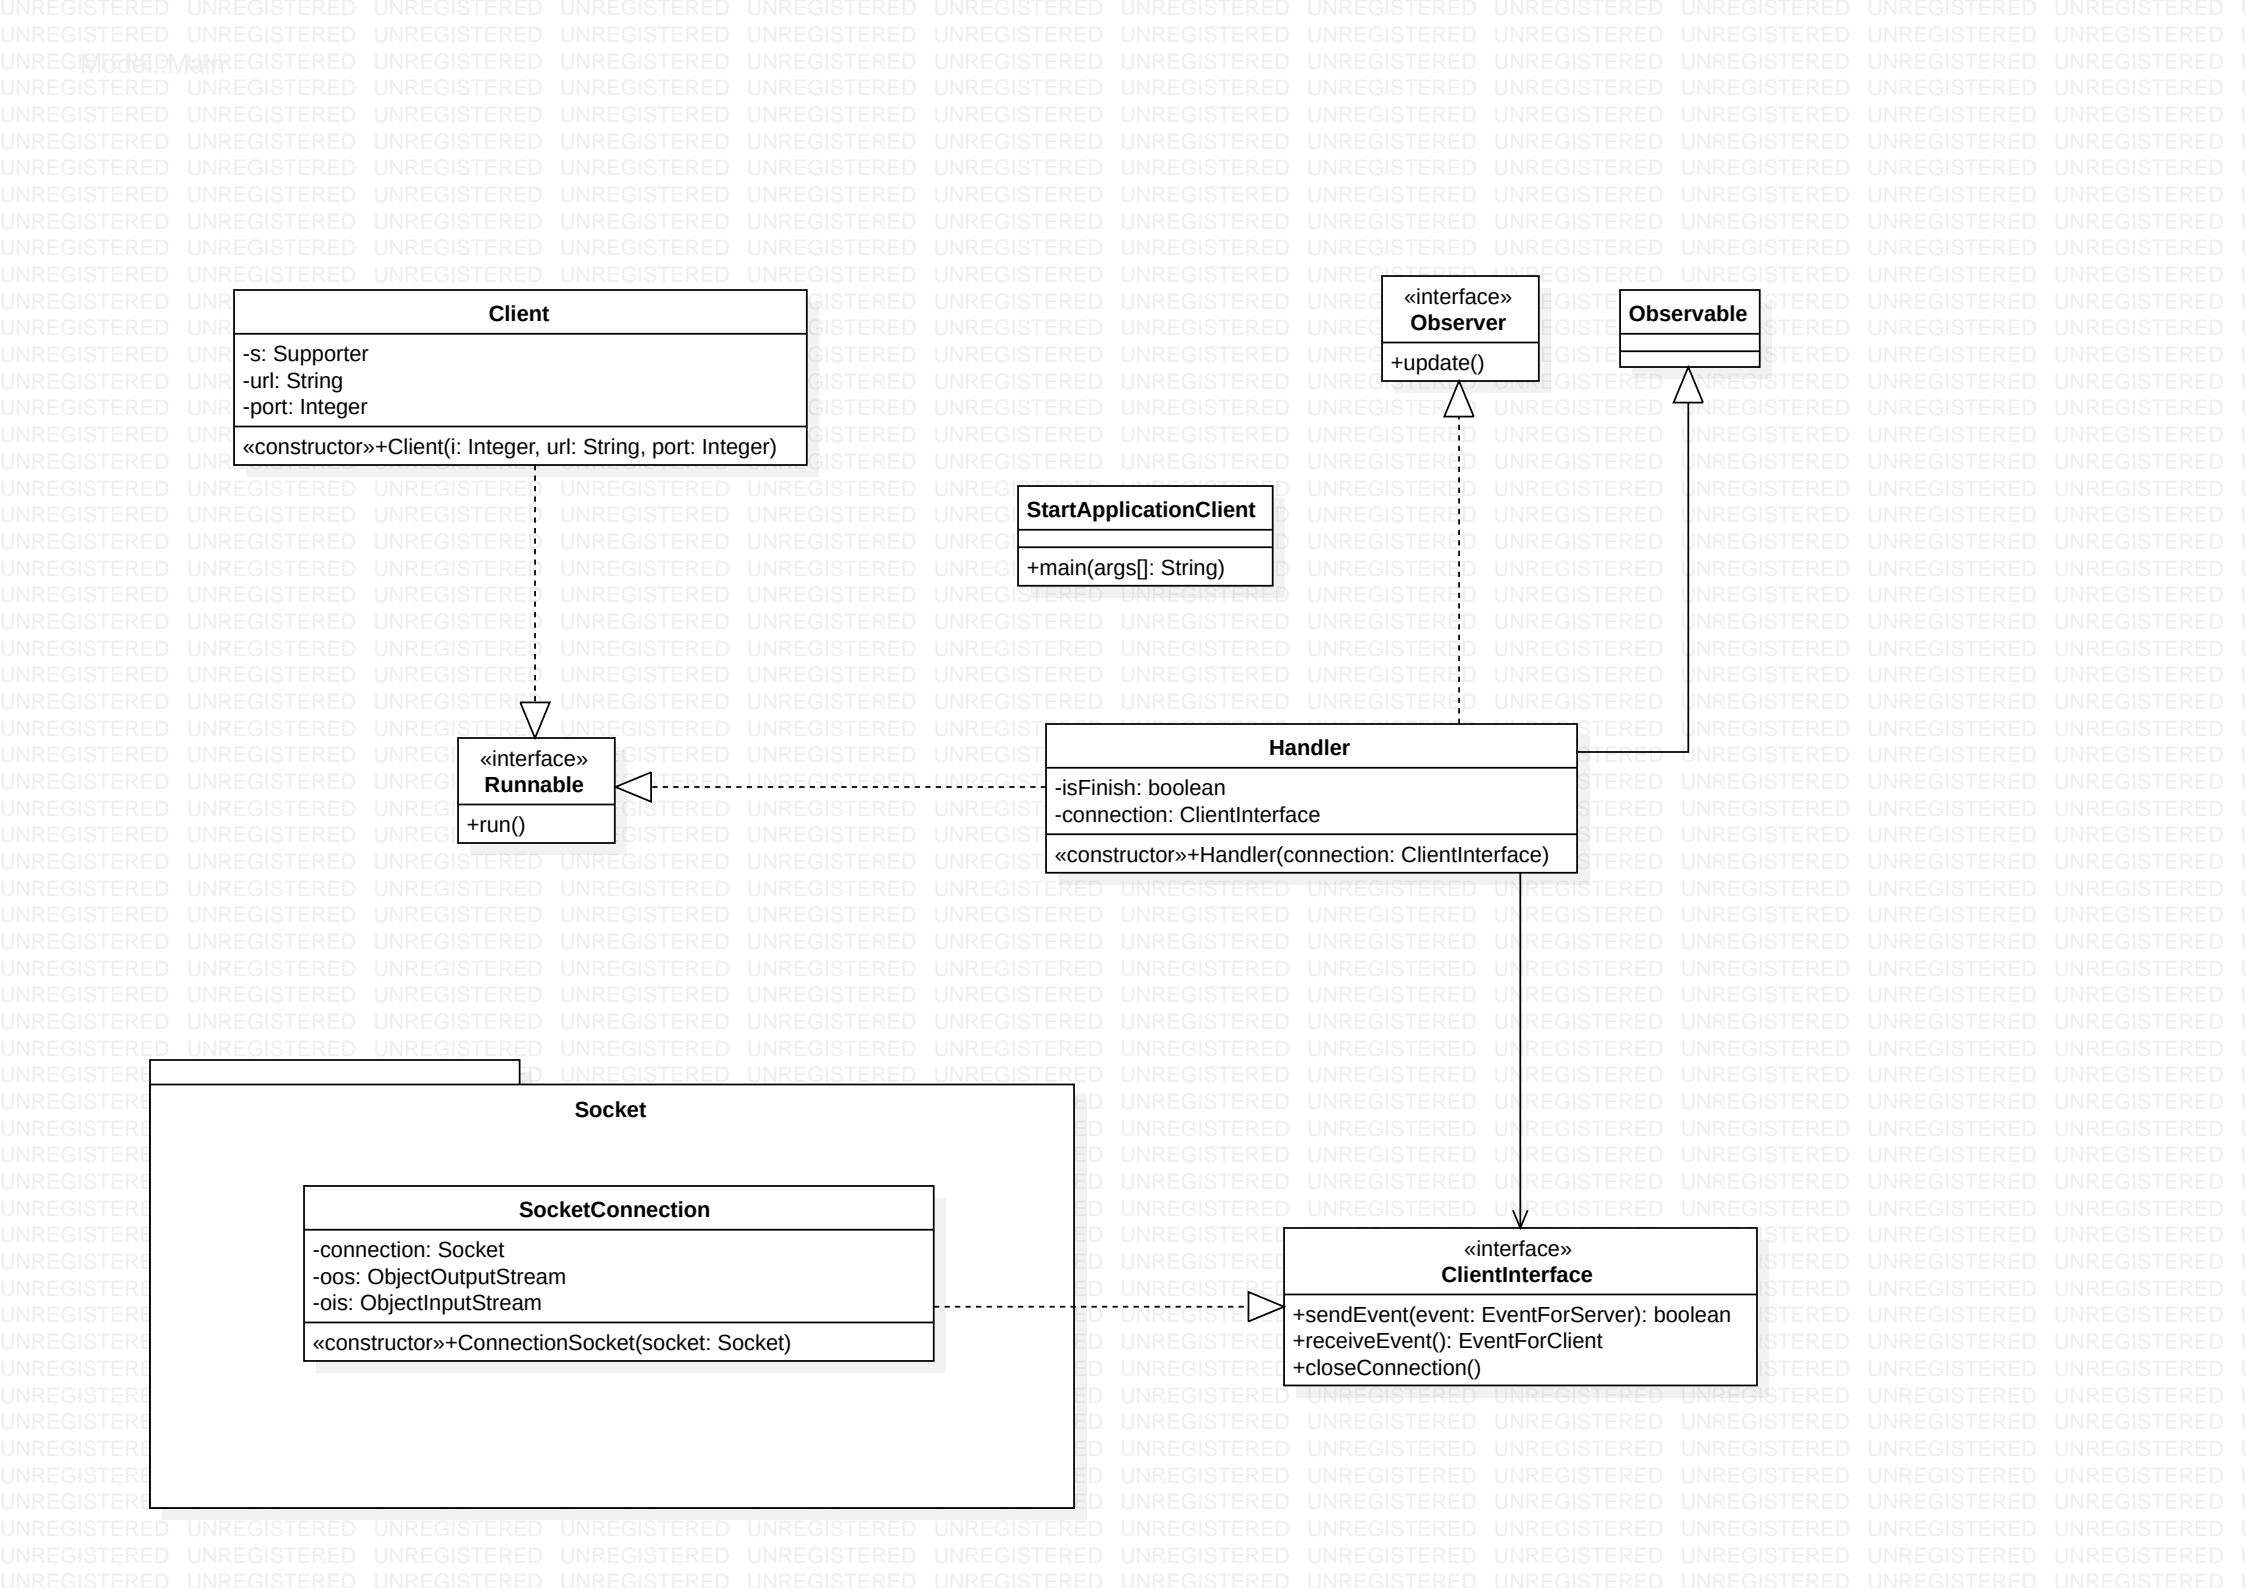 Model::Main
Client
-s: Supporter
-url: String
-port: Integer
«constructor»+Client(i: Integer, url: String, port: Integer)
«interface»
Observer
+update()
Observable
StartApplicationClient
+main(args[]: String)
«interface»
Runnable
+run()
Handler
-isFinish: boolean
-connection: ClientInterface
«constructor»+Handler(connection: ClientInterface)
Socket
SocketConnection
-connection: Socket
-oos: ObjectOutputStream
-ois: ObjectInputStream
«constructor»+ConnectionSocket(socket: Socket)
«interface»
ClientInterface
+sendEvent(event: EventForServer): boolean
+receiveEvent(): EventForClient
+closeConnection()
UNREGISTERED